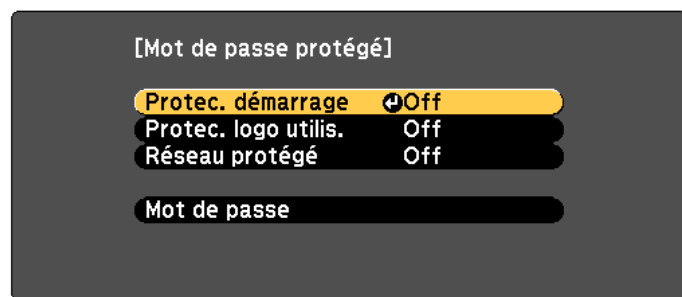 [Mot de passe protégé]
Protec. démarrage Off
Protec. logo utilis. Off
Réseau protégé Off
Mot de passe